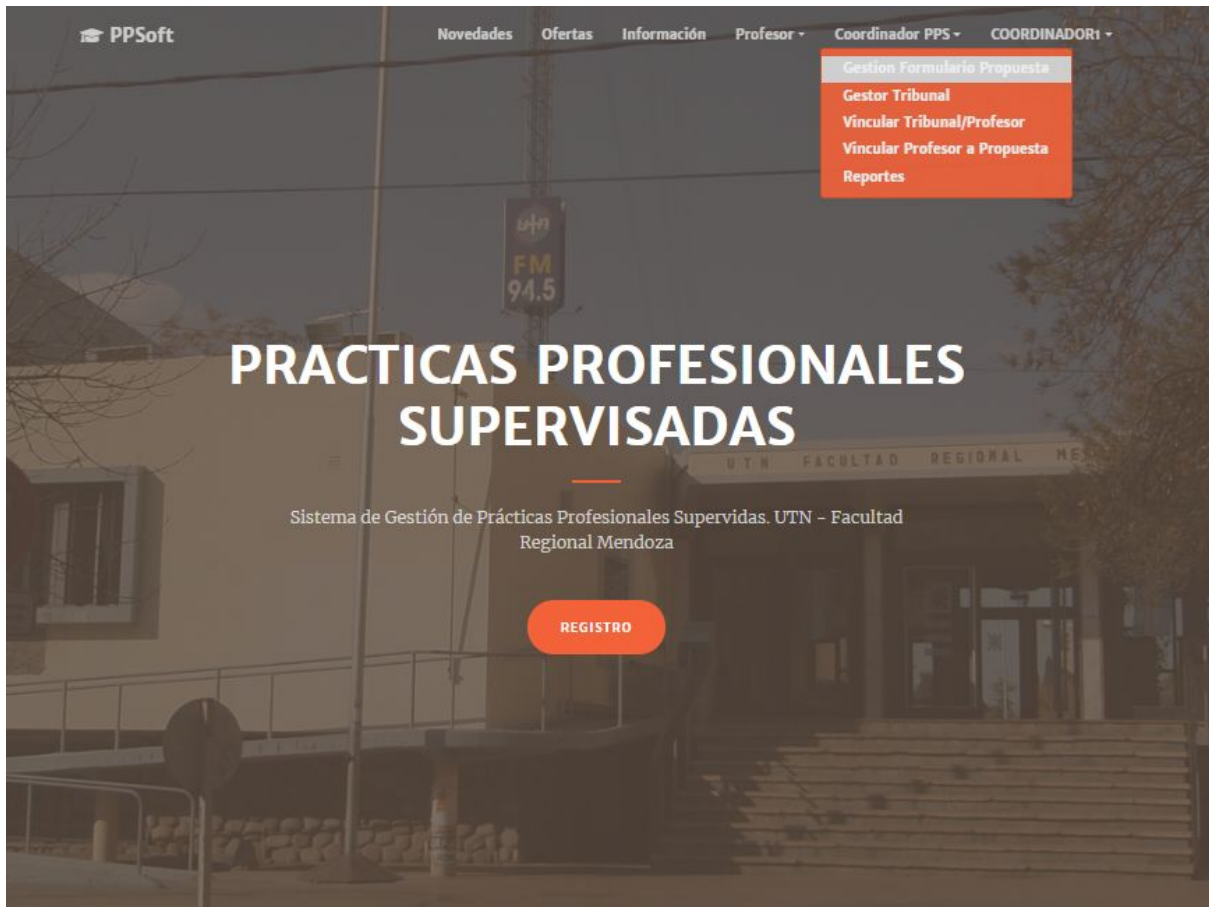 PPSoft
Novedades Ofertas Información Profesor Coordinador PPS COORDINADOR1
Gestion Formulario Propuesta
Gestor Tribunal
Vincular Tribunal/Profesor
Vincular Profesor a Propuesta
Reportes
utn
FM
94.5
PRACTICAS PROFESIONALES
SUPERVISADAS
UTN FACULTAD REGIONAL
Sistema de Gestión de Prácticas Profesionales Supervidas. UTN – Facultad
Regional Mendoza
REGISTRO